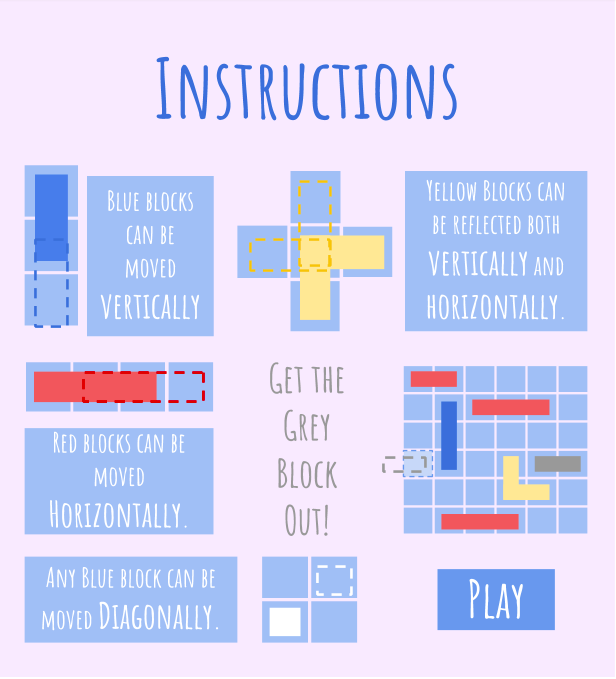 Instructions
Blue blocks
can be
moved
vertically
Yellow Blocks can
be reflected both
vertically and
horizontally.
Red blocks can be
moved
Horizontally.
Get the
Grey
Block
Out!
Any Blue block can be
moved Diagonally.
Play